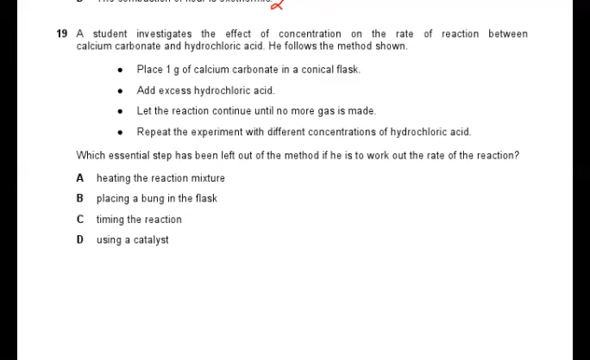 19 A student investigates the effect of concentration on the rate of reaction between
calcium carbonate and hydrochloric acid. He follows the method shown.
• Place 1 g of calcium carbonate in a conical flask.
• Add excess hydrochloric acid.
• Let the reaction continue until no more gas is made.
• Repeat the experiment with different concentrations of hydrochloric acid.
Which essential step has been left out of the method if he is to work out the rate of the reaction?
A heating the reaction mixture
B placing a bung in the flask
C timing the reaction
D using a catalyst